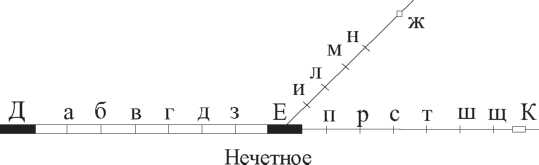 ж
н
м
л
и
Д а б в г д з Е п р с т ш щ К
Нечетное